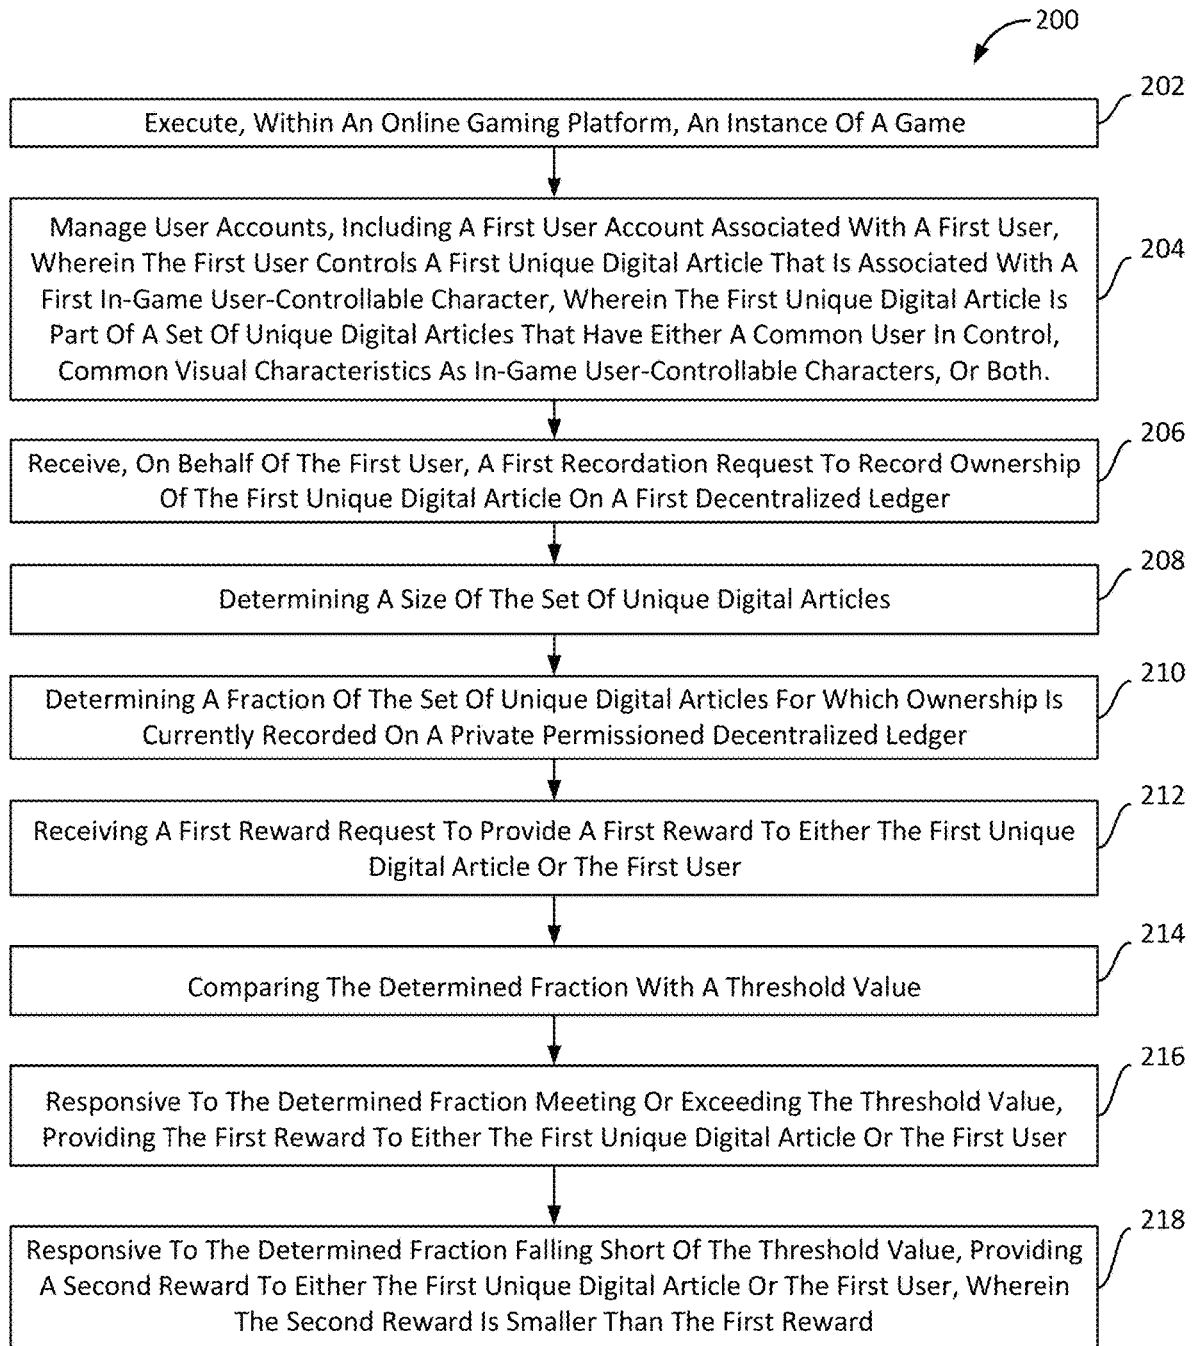 200
202
Execute, Within An Online Gaming Platform, An Instance Of A Game
204
Manage User Accounts, Including A First User Account Associated With A First User,
Wherein The First User Controls A First Unique Digital Article That Is Associated With A
First In-Game User-Controllable Character, Wherein The First Unique Digital Article Is
Part Of A Set Of Unique Digital Articles That Have Either A Common User In Control,
Common Visual Characteristics As In-Game User-Controllable Characters, Or Both.
206
Receive, On Behalf Of The First User, A First Recordation Request To Record Ownership
Of The First Unique Digital Article On A First Decentralized Ledger
208
Determining A Size Of The Set Of Unique Digital Articles
210
Determining A Fraction Of The Set Of Unique Digital Articles For Which Ownership Is
Currently Recorded On A Private Permissioned Decentralized Ledger
212
Receiving A First Reward Request To Provide A First Reward To Either The First Unique
Digital Article Or The First User
214
Comparing The Determined Fraction With A Threshold Value
216
Responsive To The Determined Fraction Meeting Or Exceeding The Threshold Value,
Providing The First Reward To Either The First Unique Digital Article Or The First User
218
Responsive To The Determined Fraction Falling Short Of The Threshold Value, Providing
A Second Reward To Either The First Unique Digital Article Or The First User, Wherein
The Second Reward Is Smaller Than The First Reward